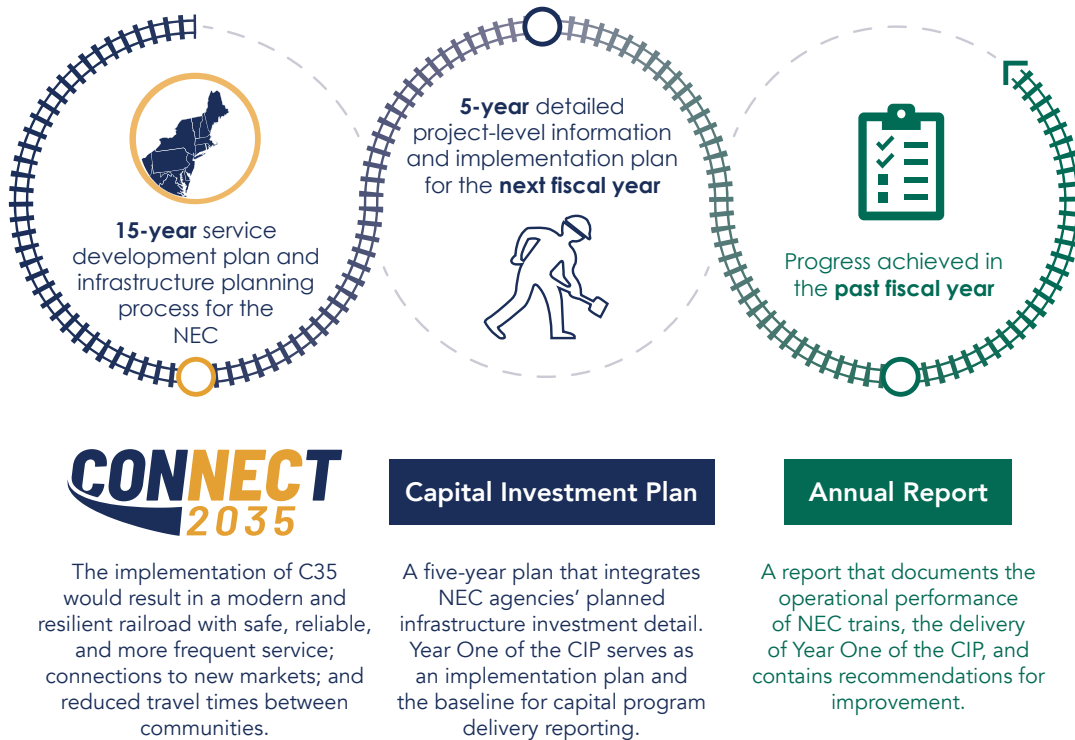 15-year service
development plan and
infrastructure planning
process for the
NEC
5-year detailed
project-level information
and implementation plan
for the next fiscal year
Progress achieved in
the past fiscal year
CONNECT
2035
The implementation of C35
would result in a modern and
resilient railroad with safe, reliable,
and more frequent service;
connections to new markets; and
reduced travel times between
communities.
Capital Investment Plan
A five-year plan that integrates
NEC agencies’ planned
infrastructure investment detail.
Year One of the CIP serves as
an implementation plan and
the baseline for capital program
delivery reporting.
Annual Report
A report that documents the
operational performance
of NEC trains, the delivery
of Year One of the CIP, and
contains recommendations for
improvement.